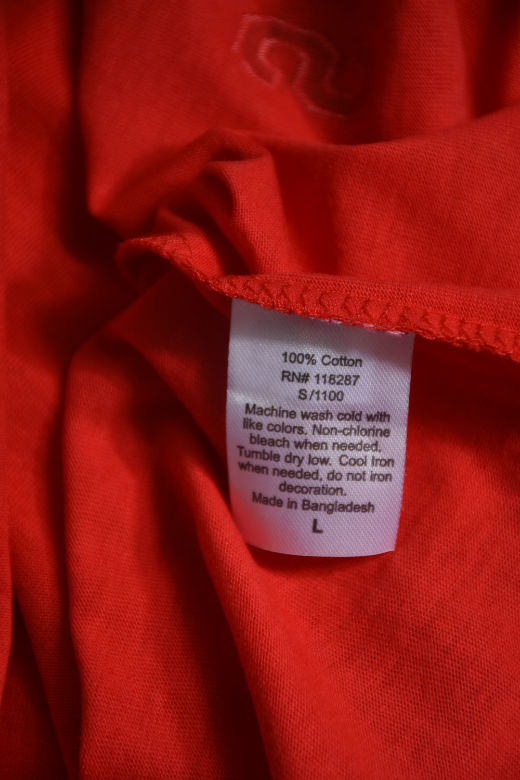 100% Cotton
RN# 118287
S/1100
Machine wash cold with
like colors. Non-chlorine
bleach when needed.
Tumble dry low. Cool Iron
when needed, do not iron
decoration.
Made in Bangladesh
L